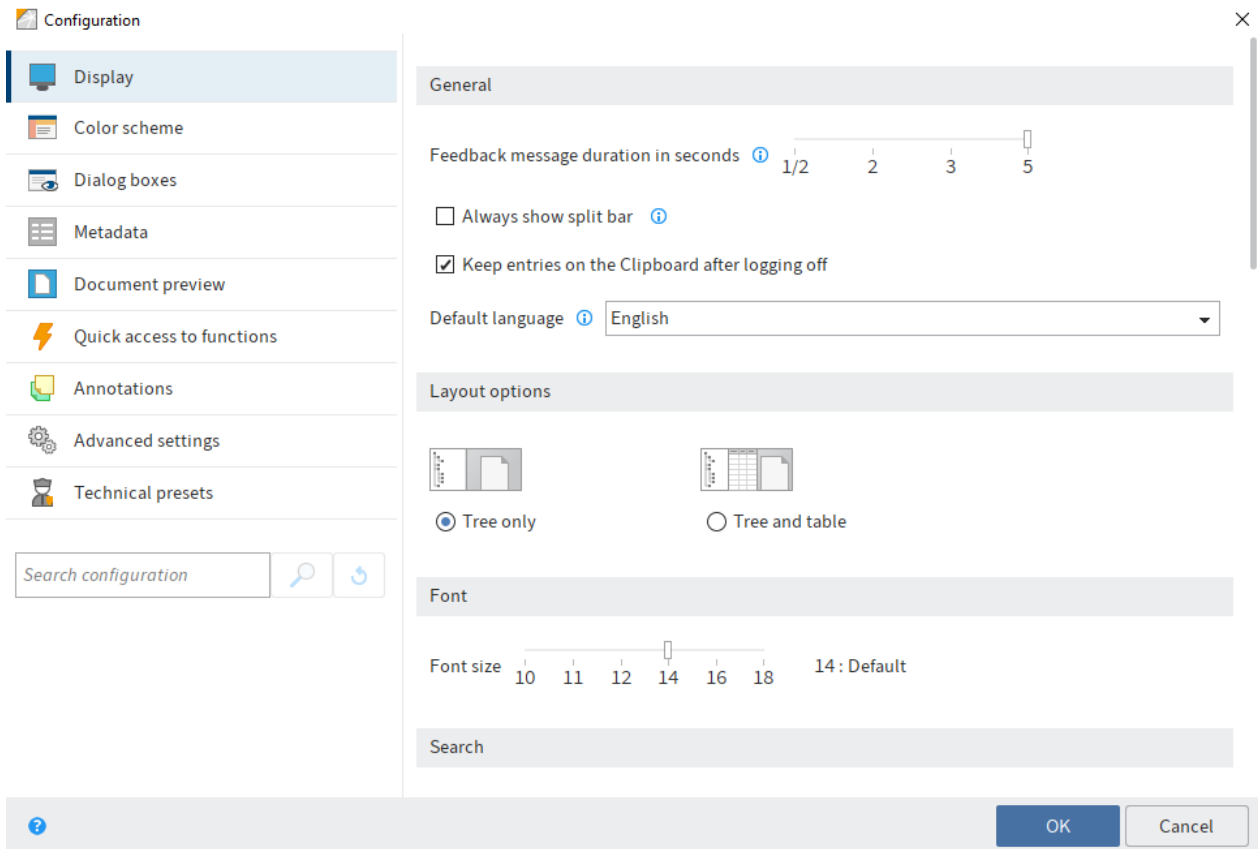 Configuration
Display
Color scheme
Dialog boxes
Metadata
Document preview
Quick access to functions
Annotations
Advanced settings
Technical presets
Search configuration
General
Feedback message duration in seconds
1/2 2 3 5
Always show split bar
Keep entries on the Clipboard after logging off
Default language English
Layout options
Tree only Tree and table
Font
Font size 10 11 12 14 16 18 14 : Default
Search
OK Cancel